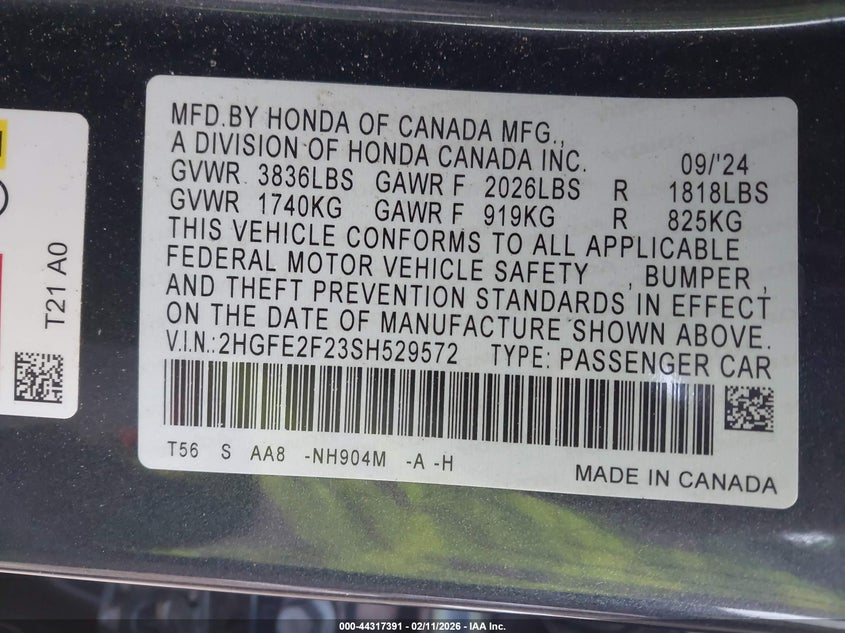 MFD.BY HONDA OF CANADA MFG.,
A DIVISION OF HONDA CANADA INC. 09/'24
GVWR 3836LBS GAWR F 2026LBS R 1818LBS
GVWR 1740KG GAWR F 919KG R 825KG
THIS VEHICLE CONFORMS TO ALL APPLICABLE
FEDERAL MOTOR VEHICLE SAFETY , BUMPER ,
AND THEFT PREVENTION STANDARDS IN EFFECT
ON THE DATE OF MANUFACTURE SHOWN ABOVE.
V.I.N.: 2HGFE2F23SH529572 TYPE: PASSENGER CAR
T56 S AA8 -NH904M -A -H
MADE IN CANADA
T21 A0
000-44317391 - 02/11/2026 - IAA Inc.